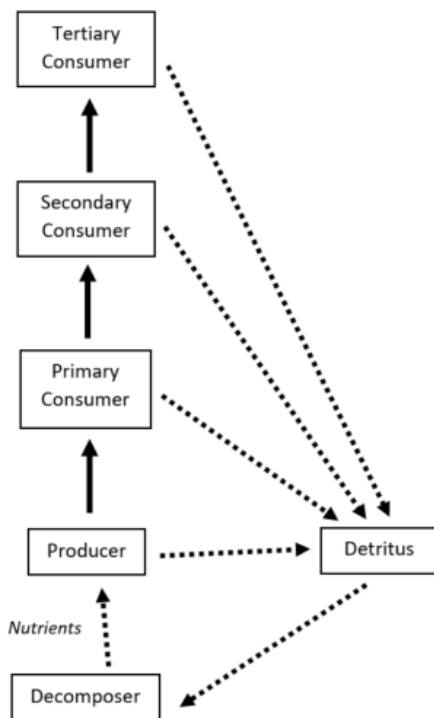 Tertiary
Consumer
Secondary
Consumer
Primary
Consumer
Producer
Detritus
Nutrients
Decomposer